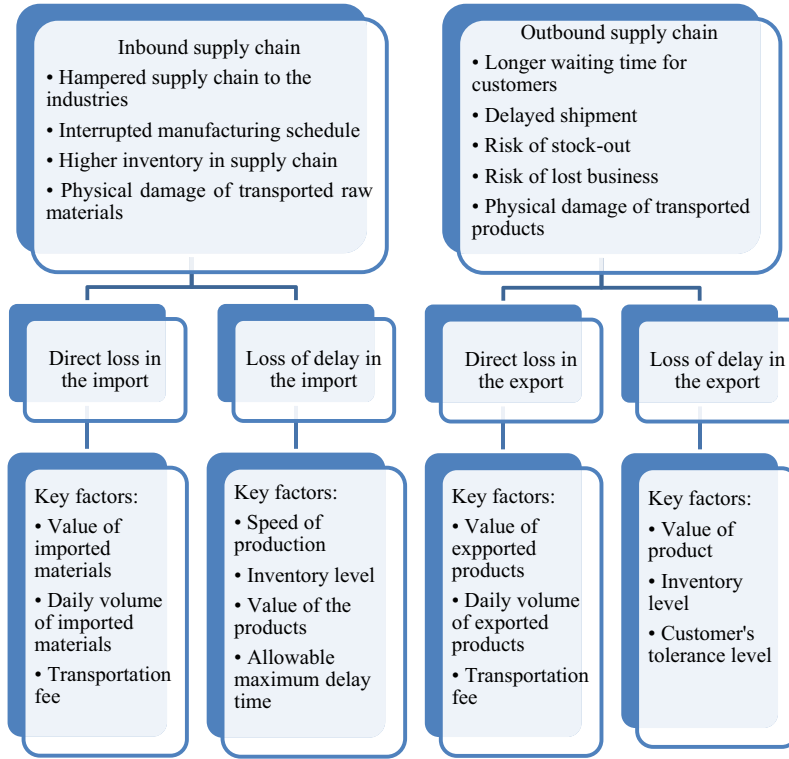 Inbound supply chain
• Hampered supply chain to the
industries
• Interrupted manufacturing schedule
• Higher inventory in supply chain
• Physical damage of transported raw
materials
Outbound supply chain
• Longer waiting time for
customers
• Delayed shipment
• Risk of stock-out
• Risk of lost business
• Physical damage of transported
products
Direct loss in
the import
Loss of delay in
the import
Direct loss in
the export
Loss of delay in
the export
Key factors:
• Value of
imported
materials
• Daily volume
of imported
materials
• Transportation
fee
Key factors:
• Speed of
production
• Inventory level
• Value of the
products
• Allowable
maximum delay
time
Key factors:
• Value of
expported
products
• Daily volume
of exported
products
• Transportation
fee
Key factors:
• Value of
product
• Inventory
level
• Customer's
tolerance level